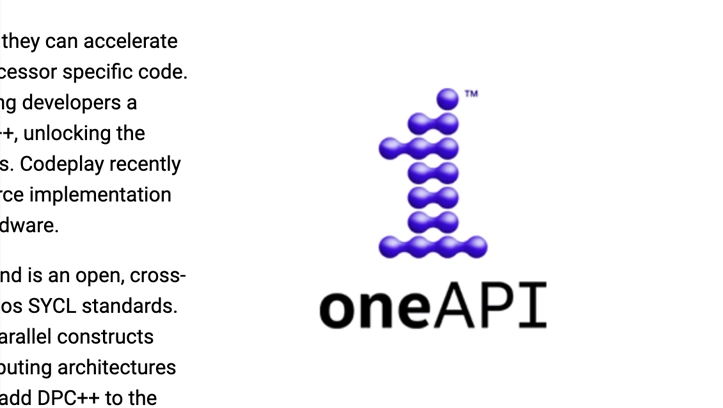 they can accelerate
cessor specific code.
ng developers a
++, unlocking the
s. Codeplay recently
rce implementation
dware.
nd is an open, cross-
os SYCL standards.
arallel constructs
puting architectures
add DPC++ to the
™
oneAPI